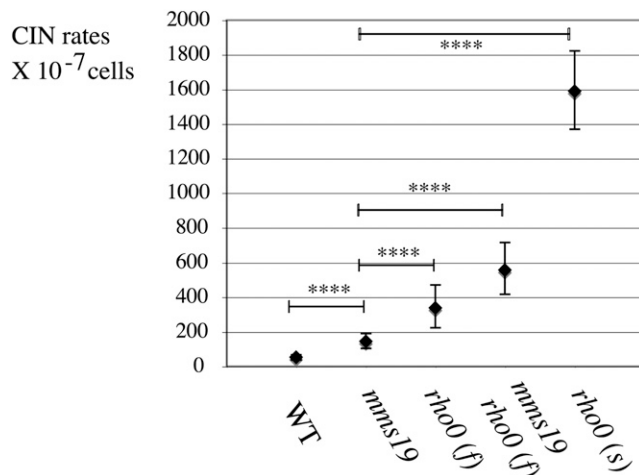 CIN rates
X 10 -7 cells
2000
1800
1600
1400
1200
1000
800
600
400
200
0
****
****
****
****
WT
mms19
rho0 (f)
mms19
rho0 (f)
rho0 (s)